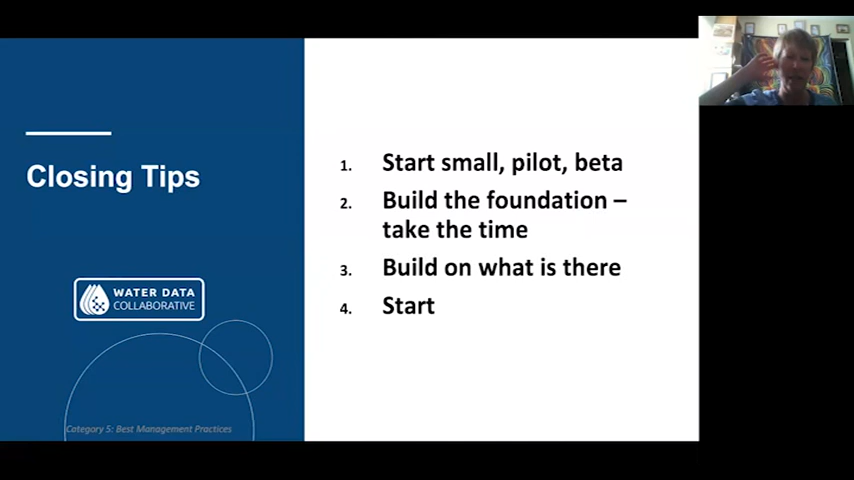 Closing Tips
WATER DATA
COLLABORATIVE
Category 5: Best Management Practices
1. Start small, pilot, beta
2. Build the foundation –
take the time
3. Build on what is there
4. Start